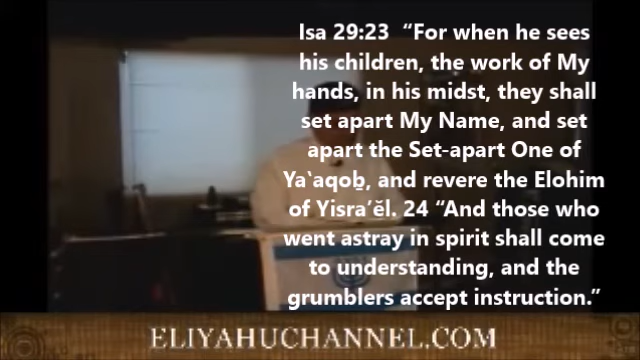 Isa 29:23  “For when he sees
his children, the work of My
hands, in his midst, they shall
set apart My Name, and set
apart the Set-apart One of
Ya‛aqoḇ, and revere the Elohim
of Yisra’ĕl. 24 “And those who
went astray in spirit shall come
to understanding, and the
grumblers accept instruction.”
ELIYAHUCHANNEL.COM